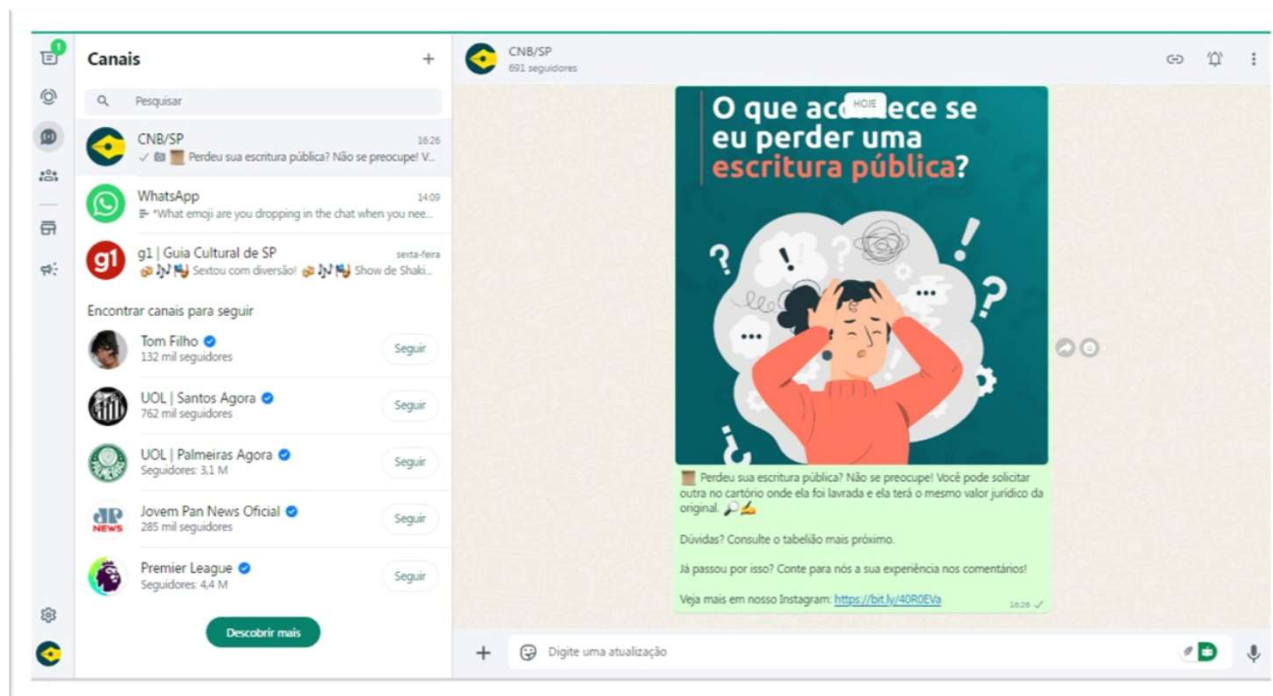 1
Canais
Pesquisar
CNB/SP
16:26
Perdeu sua escritura pública? Não se preocupe! V...
WhatsApp
14:09
"What emoji are you dropping in the chat when you nee...
g1
g1 | Guia Cultural de SP
sexta-feira
Sextou com diversão! Show de Shaki...
Encontrar canais para seguir
Tom Filho
132 mil seguidores
Seguir
UOL | Santos Agora
762 mil seguidores
Seguir
UOL | Palmeiras Agora
Seguidores: 3,1 M
Seguir
JP
NEWS
Jovem Pan News Oficial
285 mil seguidores
Seguir
Premier League
Seguidores: 4,4 M
Seguir
Descobrir mais
CNB/SP
691 seguidores
HOJE
O que acontece se
eu perder uma
escritura pública?
Perdeu sua escritura pública? Não se preocupe! Você pode solicitar
outra no cartório onde ela foi lavrada e ela terá o mesmo valor jurídico da
original.
Dúvidas? Consulte o tabelião mais próximo.
Já passou por isso? Conte para nós a sua experiência nos comentários!
Veja mais em nosso Instagram: https://bit.ly/40R0EVa
16:26
Digite uma atualização